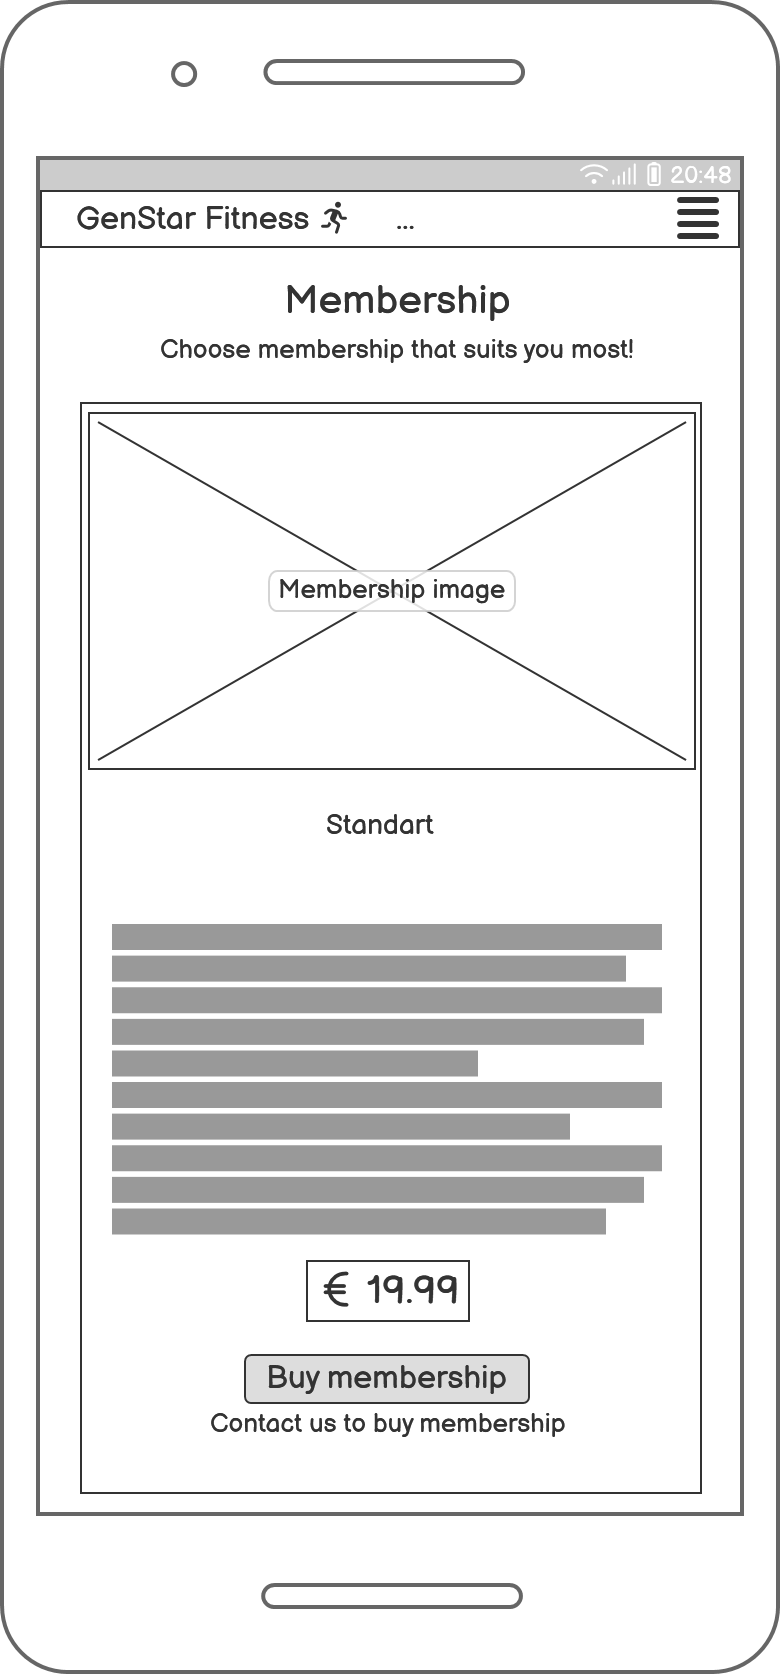 20:48
GenStar Fitness ...
Membership
Choose membership that suits you most!
Membership image
Standart
€ 19.99
Buy membership
Contact us to buy membership